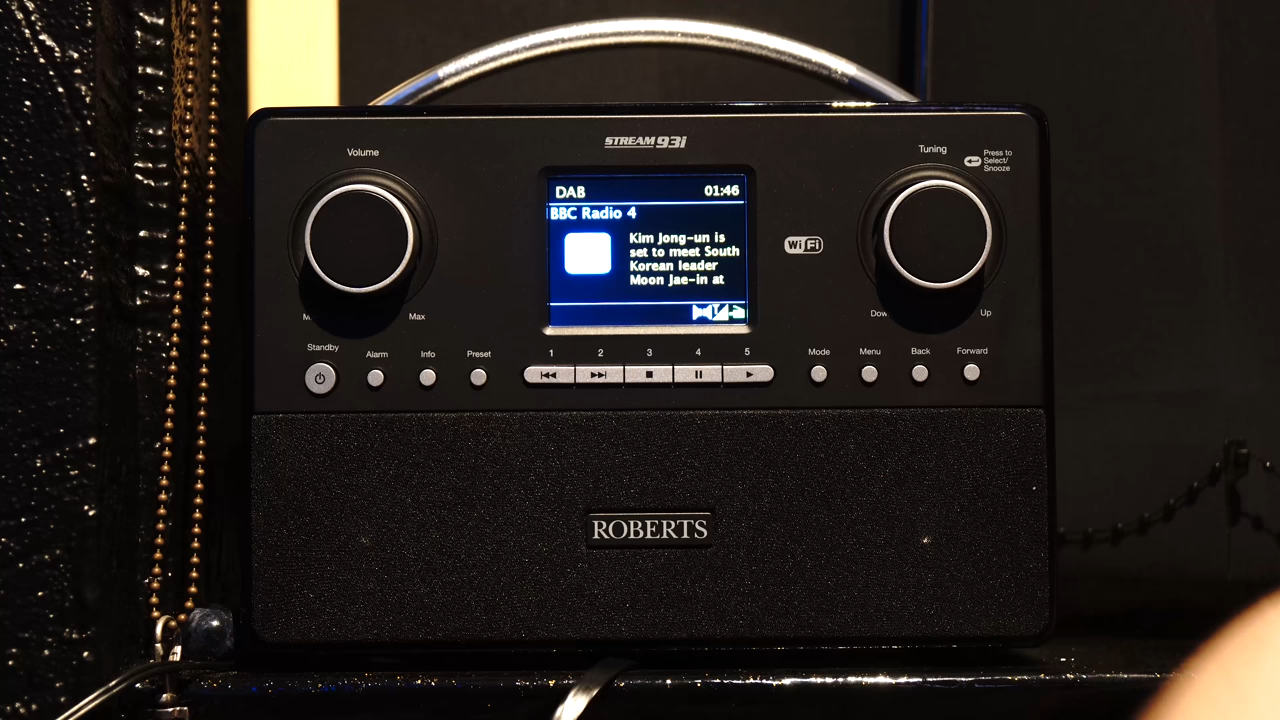 STREAM 93i
Volume
Tuning
Press to
Select/
Snooze
DAB 01:46
BBC Radio 4
Kim Jong-un is
set to meet South
Korean leader
Moon Jae-in at
WiFi
Max
Up
Standby
Alarm
Info
Preset
1 2 3 4 5
Mode
Menu
Back
Forward
ROBERTS